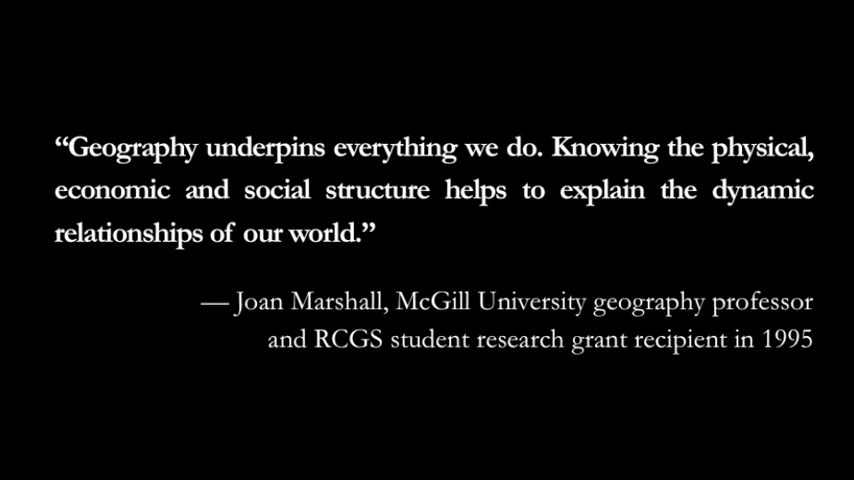 “Geography underpins everything we do. Knowing the physical,
economic and social structure helps to explain the dynamic
relationships of our world.”
— Joan Marshall, McGill University geography professor
and RCGS student research grant recipient in 1995